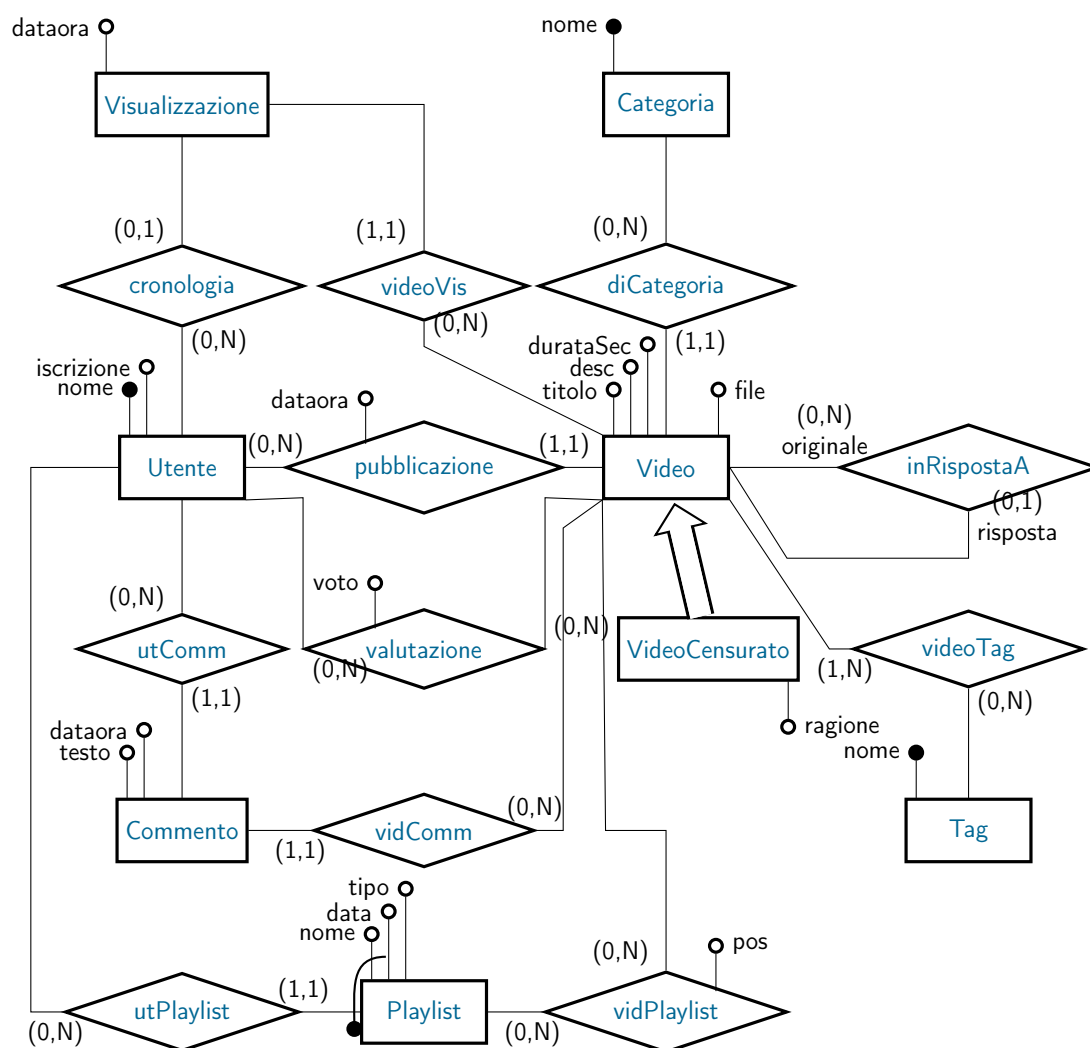 dataora
nome
Visualizzazione
Categoria
(0,1)
(1,1)
(0,N)
cronologia
videoVis
diCategoria
(0,N)
(0,N)
(1,1)
durataSec
iscrizione
desc
nome
titolo
file
dataora
(0,N)
originale
(0,N)
(1,1)
Utente
pubblicazione
Video
inRispostaA
(0,1)
risposta
voto
(0,N)
(0,N)
utComm
valutazione
VideoCensurato
videoTag
(0,N)
(1,N)
(1,1)
(0,N)
dataora
ragione
testo
nome
(0,N)
Commento
vidComm
Tag
(1,1)
tipo
data
nome
pos
(0,N)
(1,1)
utPlaylist
Playlist
vidPlaylist
(0,N)
(0,N)